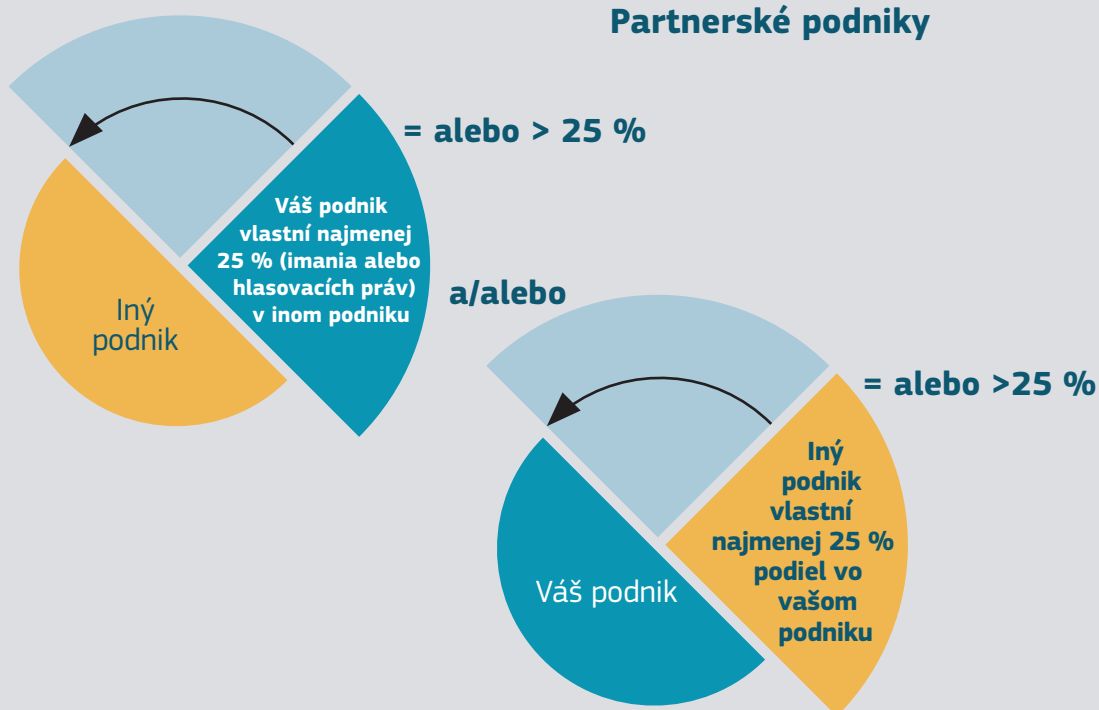 Partnerské podniky
= alebo > 25 %
Váš podnik
vlastní najmenej
25 % (imania alebo
hlasovacích práv)
v inom podniku
Iný
podnik
a/alebo
= alebo >25 %
Iný
podnik
vlastní
najmenej 25 %
podiel vo
vašom
podniku
Váš podnik